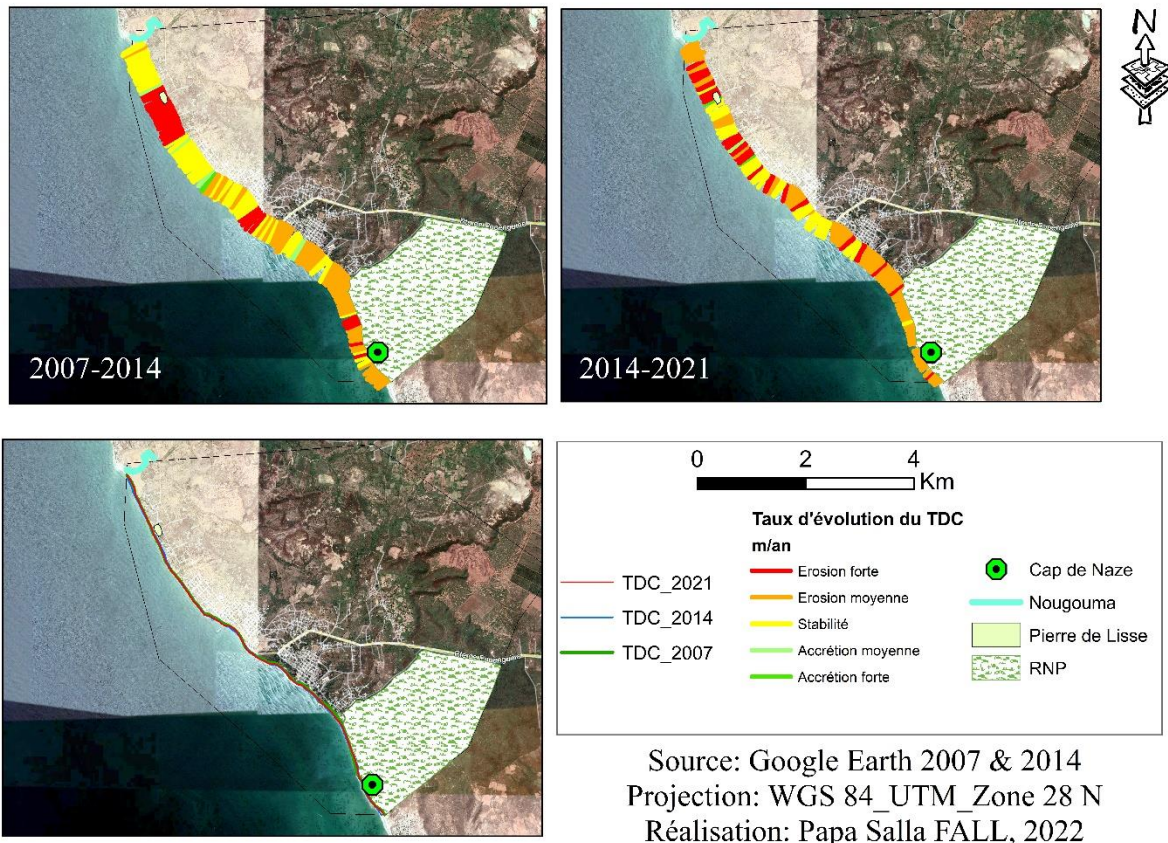 N
2007-2014
2014-2021
0 2 4
Km
Taux d'évolution du TDC
m/an
TDC_2021
TDC_2014
TDC_2007
Erosion forte
Erosion moyenne
Stabilité
Accrétion moyenne
Accrétion forte
Cap de Naze
Nougouma
Pierre de Lisse
RNP
Source: Google Earth 2007 & 2014
Projection: WGS 84_UTM_Zone 28 N
Réalisation: Papa Salla FALL, 2022